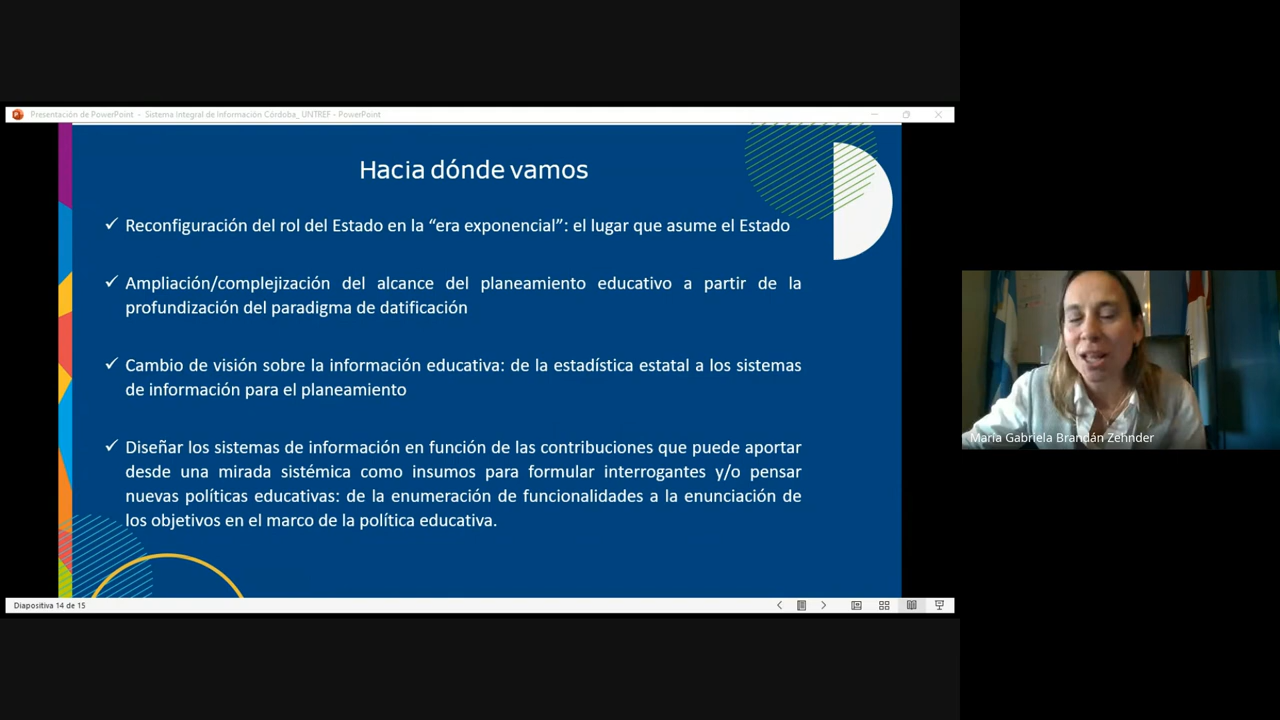 Presentación de PowerPoint - Sistema Integral de Información Córdoba_ UNTREF - PowerPoint
Hacia dónde vamos
✓ Reconfiguración del rol del Estado en la “era exponencial”: el lugar que asume el Estado
✓ Ampliación/complejización del alcance del planeamiento educativo a partir de la
profundización del paradigma de datificación
✓ Cambio de visión sobre la información educativa: de la estadística estatal a los sistemas
de información para el planeamiento
✓ Diseñar los sistemas de información en función de las contribuciones que puede aportar
desde una mirada sistémica como insumos para formular interrogantes y/o pensar
nuevas políticas educativas: de la enumeración de funcionalidades a la enunciación de
los objetivos en el marco de la política educativa.
Diapositiva 14 de 15
María Gabriela Brandán Zehnder